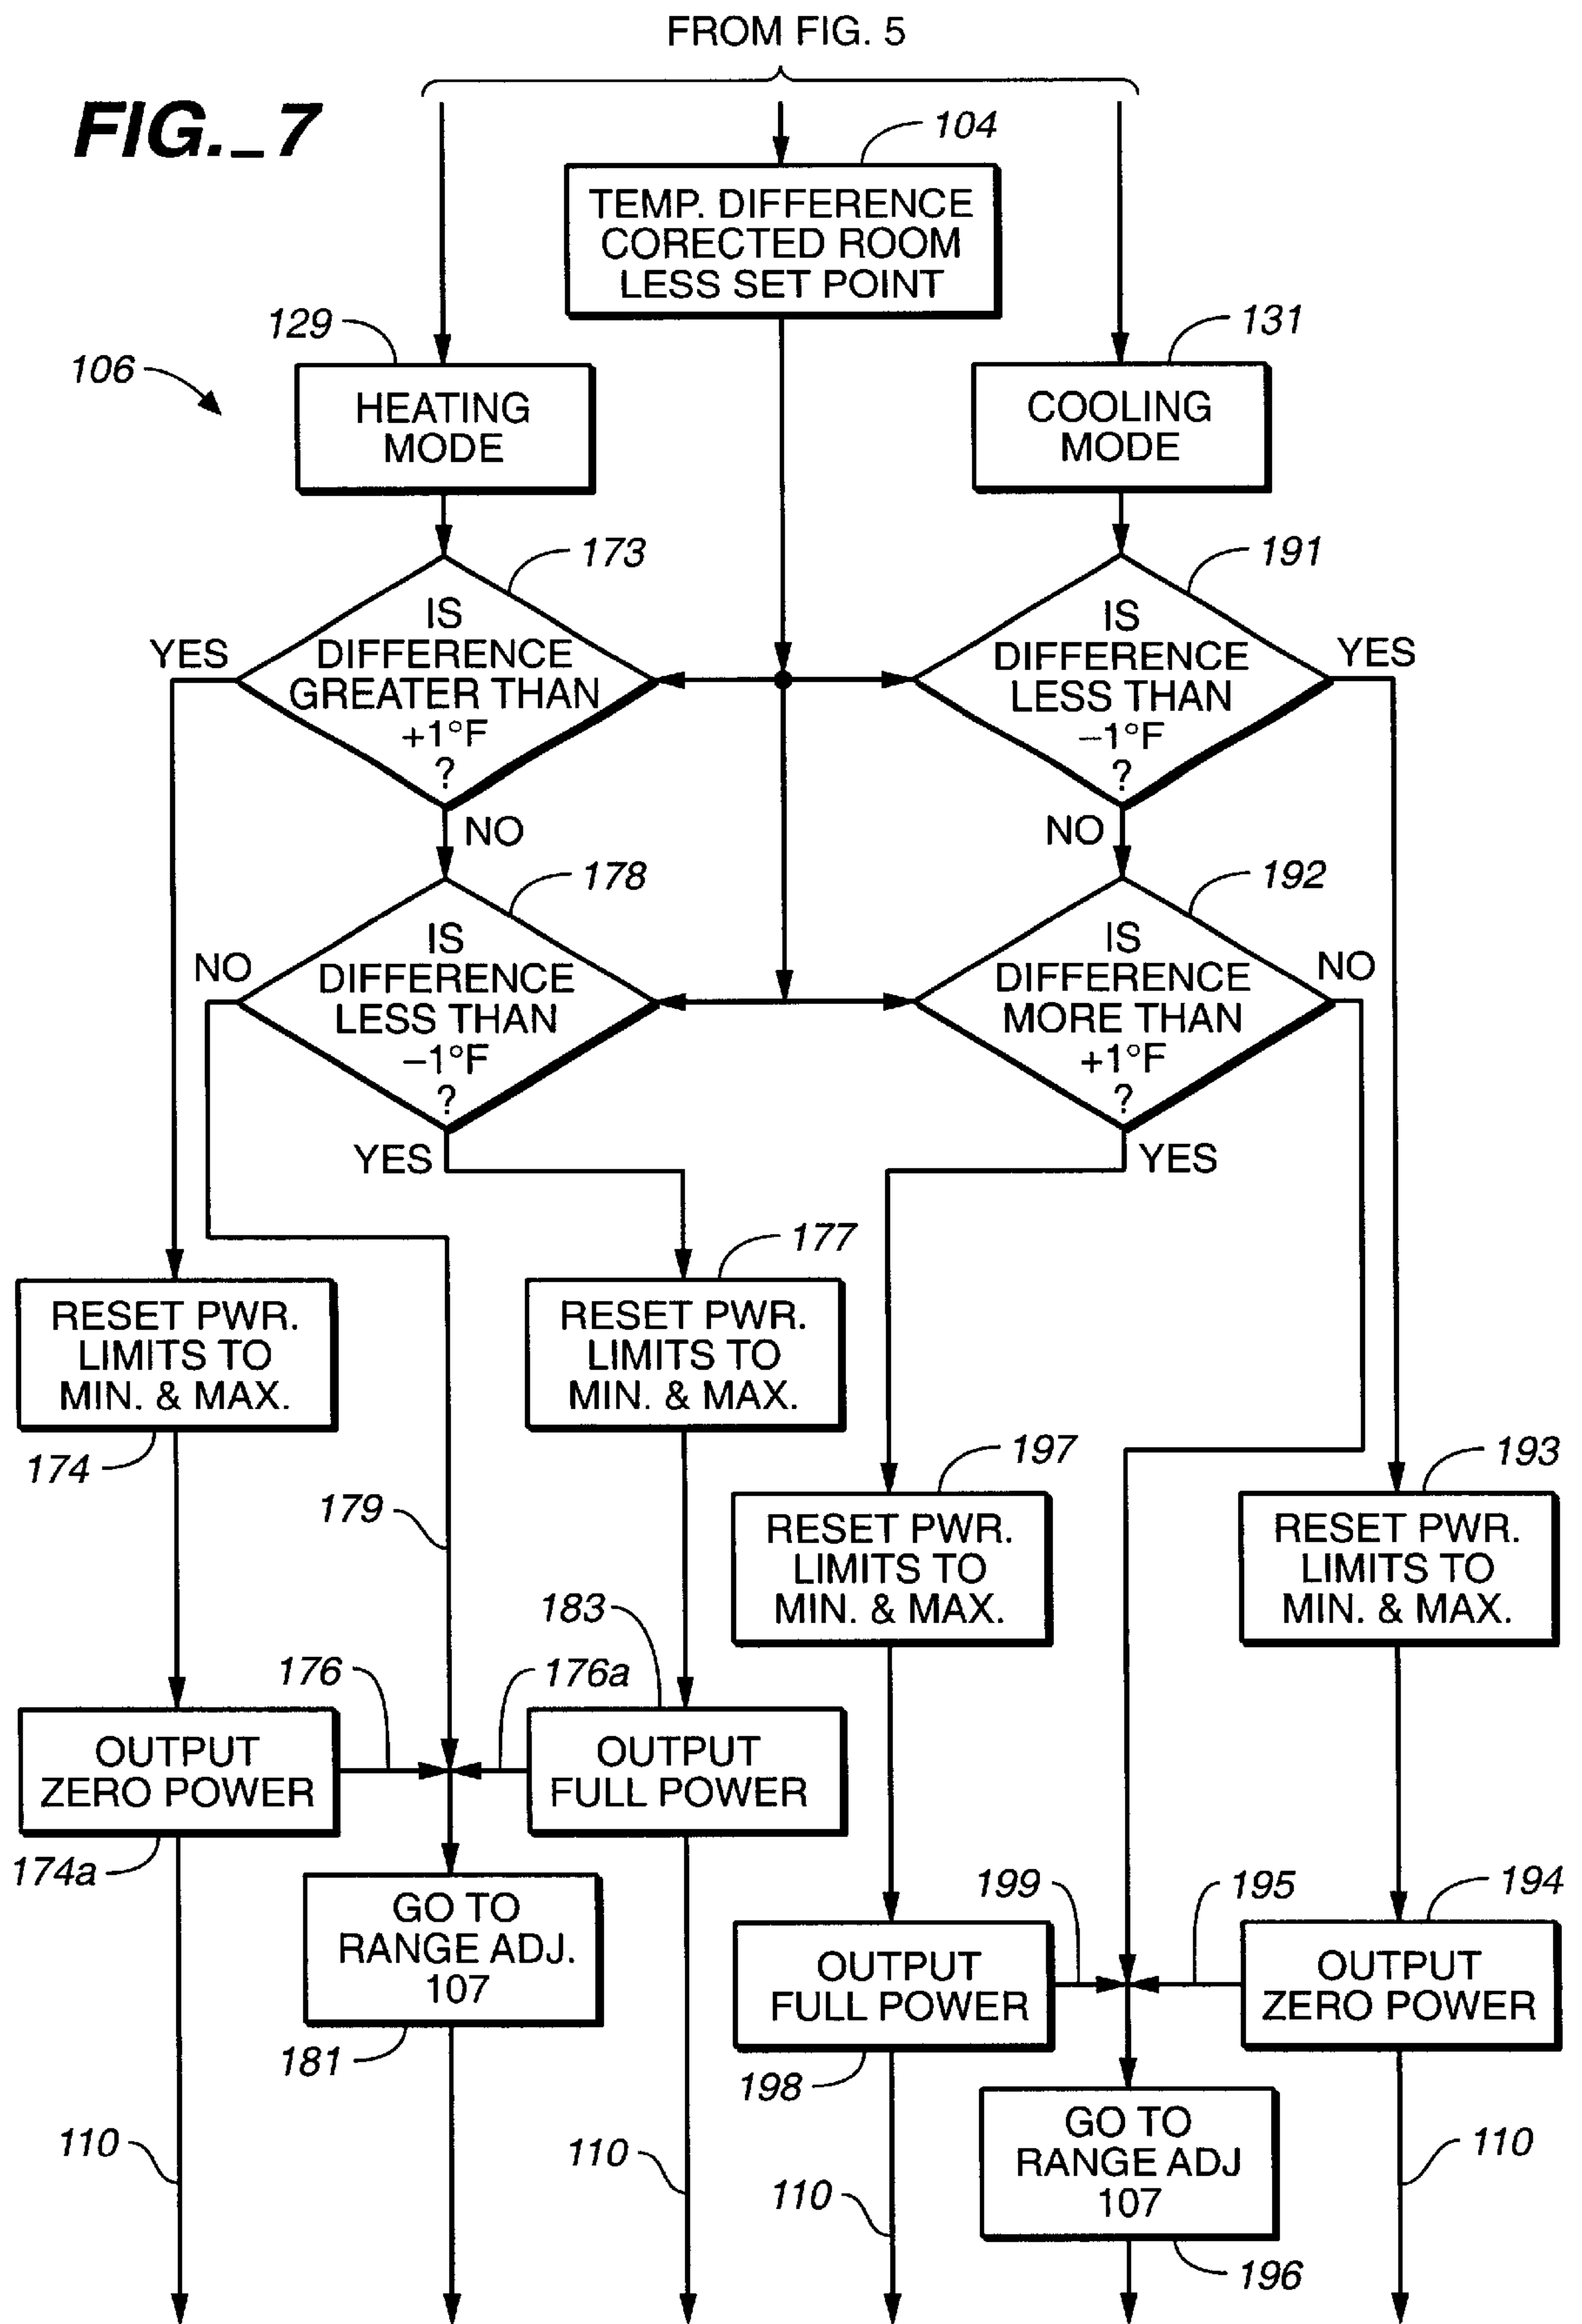 FROM FIG. 5
FIG._7
104
TEMP. DIFFERENCE
CORECTED ROOM
LESS SET POINT
129
131
106
HEATING
MODE
COOLING
MODE
173
191
IS
DIFFERENCE
GREATER THAN
+1°F
?
YES
NO
IS
DIFFERENCE
LESS THAN
–1°F
?
YES
NO
178
192
IS
DIFFERENCE
LESS THAN
–1°F
?
NO
YES
IS
DIFFERENCE
MORE THAN
+1°F
?
NO
YES
177
RESET PWR.
LIMITS TO
MIN. & MAX.
174
RESET PWR.
LIMITS TO
MIN. & MAX.
197
193
179
RESET PWR.
LIMITS TO
MIN. & MAX.
RESET PWR.
LIMITS TO
MIN. & MAX.
183
176
176a
OUTPUT
ZERO POWER
OUTPUT
FULL POWER
174a
GO TO
RANGE ADJ.
107
181
199
195
194
OUTPUT
FULL POWER
OUTPUT
ZERO POWER
198
GO TO
RANGE ADJ
107
196
110
110
110
110